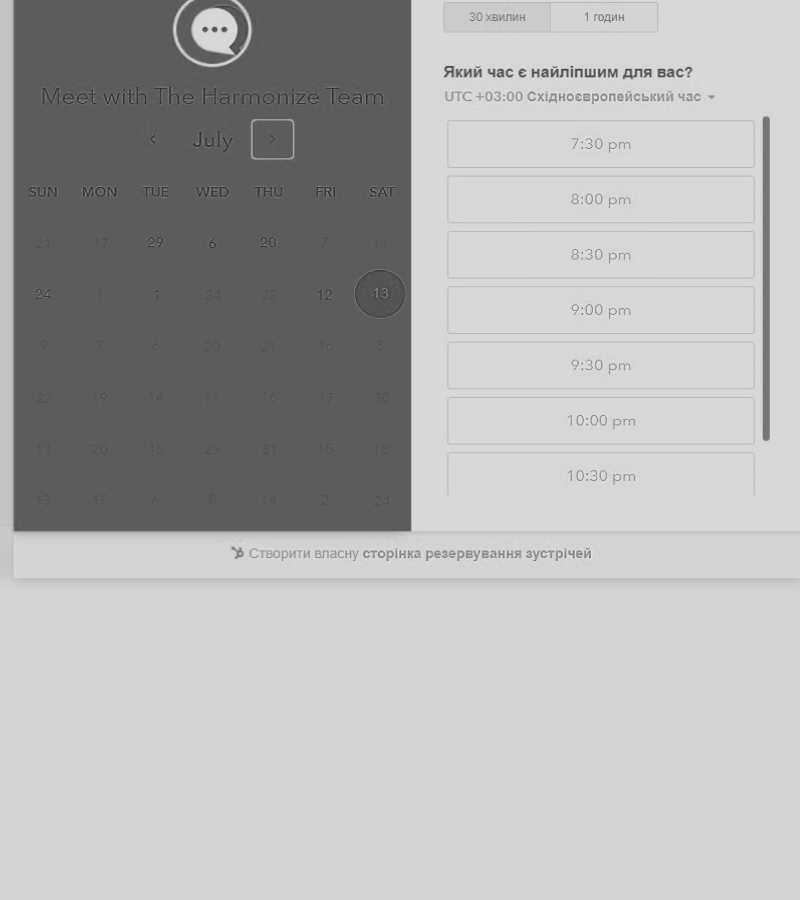 Meet with The Harmonize Team
July
SUN MON TUE WED THU FRI SAT
21 17 29 6 20 7 11
24 1 1 24 22 12 13
9 7 6 20 21 16 5
22 19 14 11 16 17 30
13 20 15 29 31 15 18
13 15 6 8 14 2 24
30 хвилин 1 годин
Який час є найліпшим для вас?
UTC +03:00 Східноєвропейський час
7:30 pm
8:00 pm
8:30 pm
9:00 pm
9:30 pm
10:00 pm
10:30 pm
Створити власну сторінка резервування зустрічей